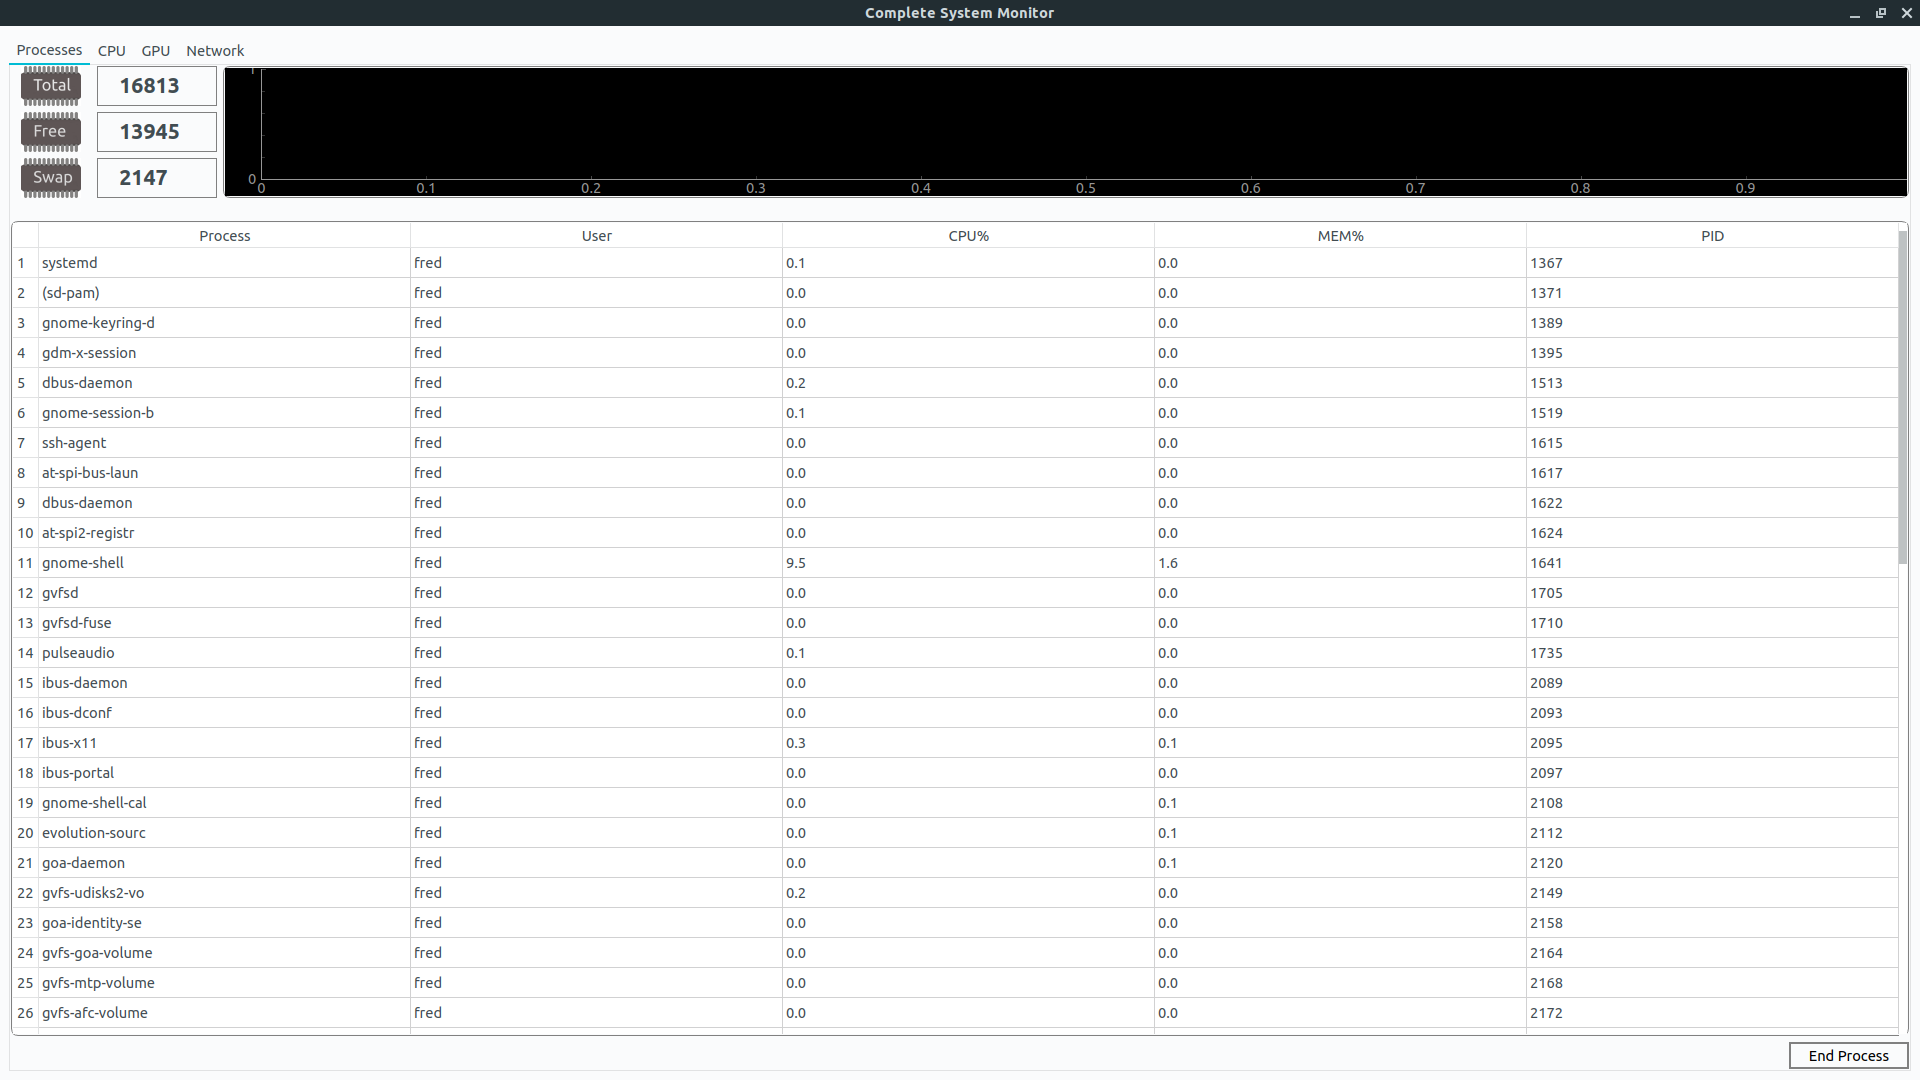 Complete System Monitor
Processes CPU GPU Network
Total 16813
Free 13945
Swap 2147
1
0
0 0.1 0.2 0.3 0.4 0.5 0.6 0.7 0.8 0.9
Process User CPU% MEM% PID
1 systemd fred 0.1 0.0 1367
2 (sd-pam) fred 0.0 0.0 1371
3 gnome-keyring-d fred 0.0 0.0 1389
4 gdm-x-session fred 0.0 0.0 1395
5 dbus-daemon fred 0.2 0.0 1513
6 gnome-session-b fred 0.1 0.0 1519
7 ssh-agent fred 0.0 0.0 1615
8 at-spi-bus-laun fred 0.0 0.0 1617
9 dbus-daemon fred 0.0 0.0 1622
10 at-spi2-registr fred 0.0 0.0 1624
11 gnome-shell fred 9.5 1.6 1641
12 gvfsd fred 0.0 0.0 1705
13 gvfsd-fuse fred 0.0 0.0 1710
14 pulseaudio fred 0.1 0.0 1735
15 ibus-daemon fred 0.0 0.0 2089
16 ibus-dconf fred 0.0 0.0 2093
17 ibus-x11 fred 0.3 0.1 2095
18 ibus-portal fred 0.0 0.0 2097
19 gnome-shell-cal fred 0.0 0.1 2108
20 evolution-sourc fred 0.0 0.1 2112
21 goa-daemon fred 0.0 0.1 2120
22 gvfs-udisks2-vo fred 0.2 0.0 2149
23 goa-identity-se fred 0.0 0.0 2158
24 gvfs-goa-volume fred 0.0 0.0 2164
25 gvfs-mtp-volume fred 0.0 0.0 2168
26 gvfs-afc-volume fred 0.0 0.0 2172
End Process